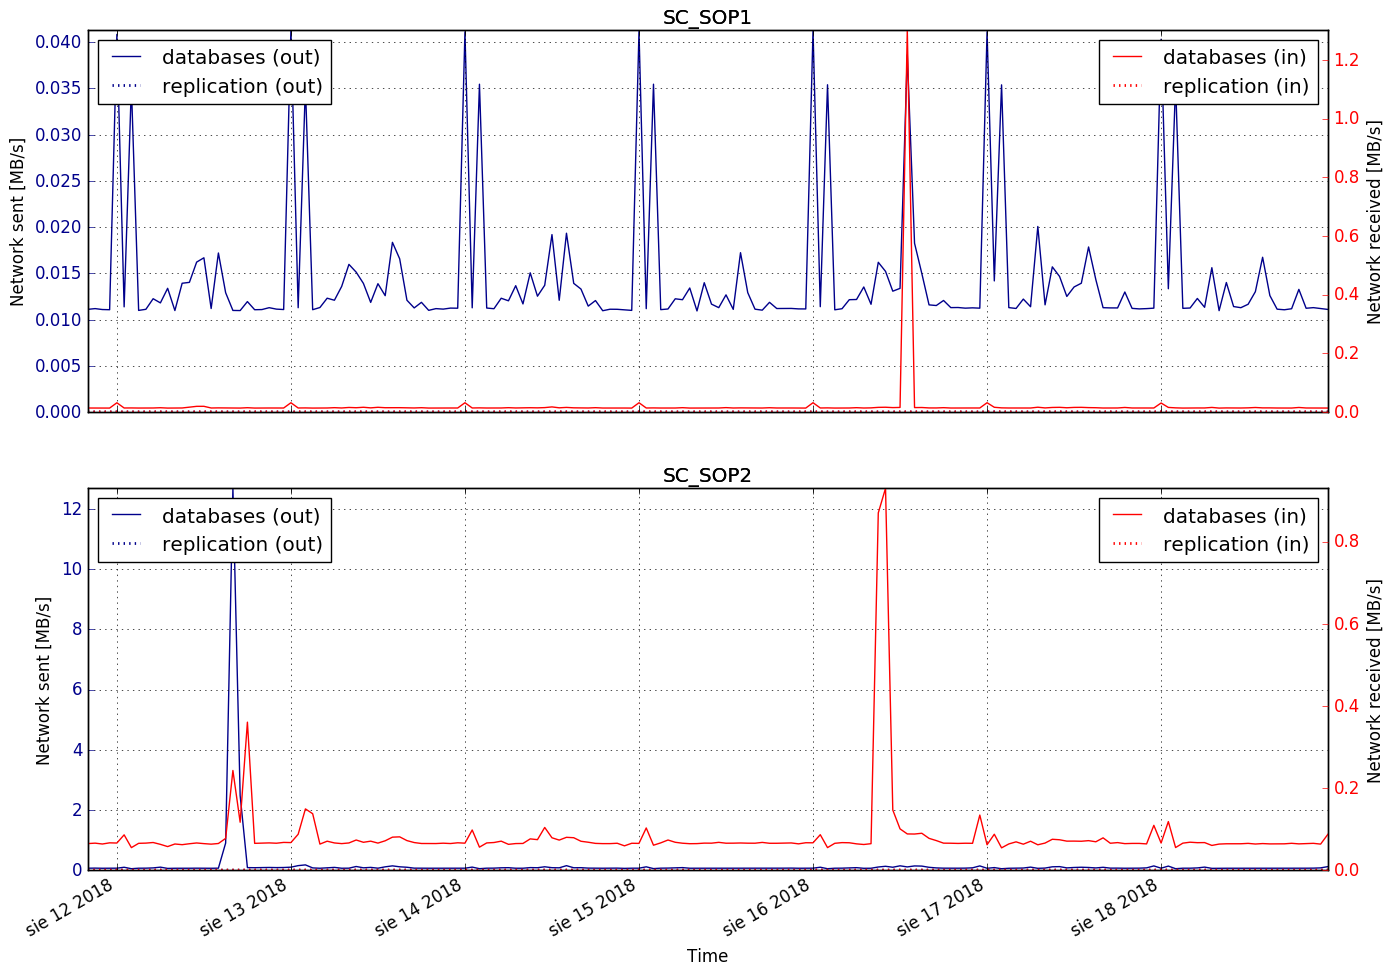 SC_SOP1
databases (out)
replication (out)
databases (in)
replication (in)
Network sent [MB/s]
0.040
0.035
0.030
0.025
0.020
0.015
0.010
0.005
0.000
1.2
1.0
0.8
0.6
0.4
0.2
0.0
Network received [MB/s]
SC_SOP2
databases (out)
replication (out)
databases (in)
replication (in)
Network sent [MB/s]
12
10
8
6
4
2
0
0.8
0.6
0.4
0.2
0.0
Network received [MB/s]
sie 12 2018
sie 13 2018
sie 14 2018
sie 15 2018
sie 16 2018
sie 17 2018
sie 18 2018
Time